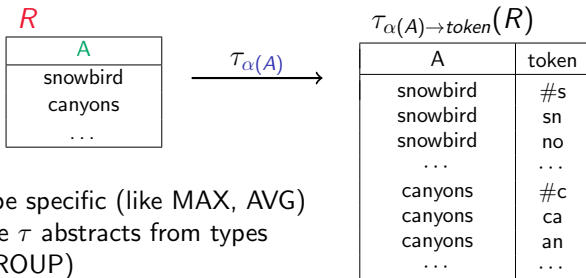 R
A
snowbird
canyons
...
τα(A)
τα(A)→token(R)
A token
snowbird #s
snowbird sn
snowbird no
... ...
canyons #c
canyons ca
canyons an
... ...
pe specific (like MAX, AVG)
e τ abstracts from types
ROUP)